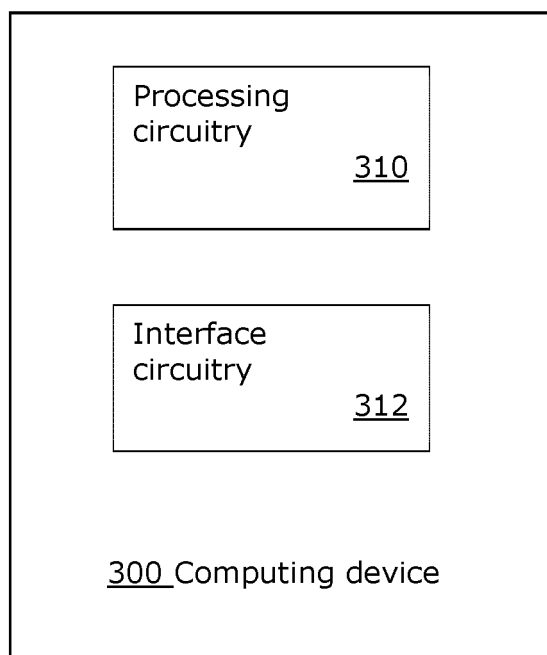 Processing
circuitry
310
Interface
circuitry
312
300 Computing device